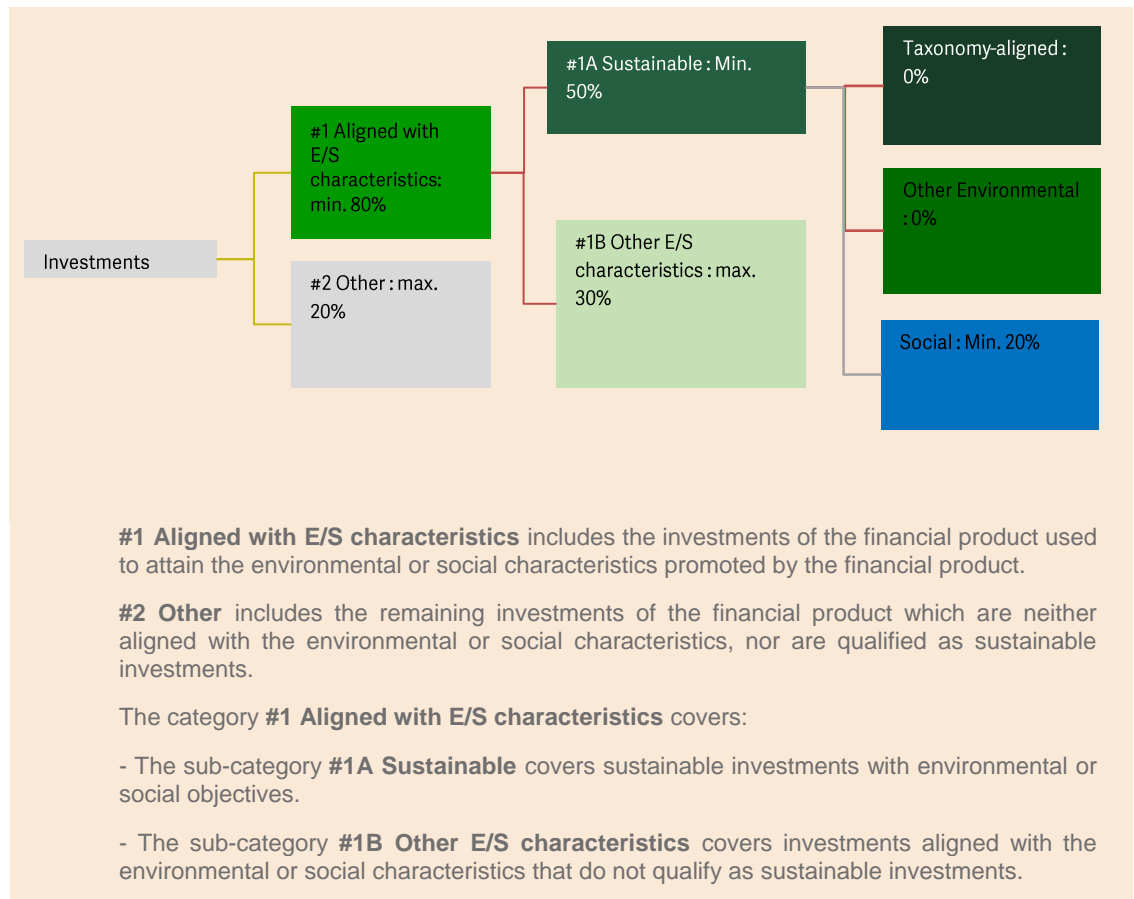 Investments
#1 Aligned with
E/S
characteristics:
min. 80%
#2 Other : max.
20%
#1A Sustainable : Min.
50%
#1B Other E/S
characteristics : max.
30%
Taxonomy-aligned :
0%
Other Environmental
: 0%
Social : Min. 20%
#1 Aligned with E/S characteristics includes the investments of the financial product used
to attain the environmental or social characteristics promoted by the financial product.
#2 Other includes the remaining investments of the financial product which are neither
aligned with the environmental or social characteristics, nor are qualified as sustainable
investments.
The category #1 Aligned with E/S characteristics covers:
- The sub-category #1A Sustainable covers sustainable investments with environmental or
social objectives.
- The sub-category #1B Other E/S characteristics covers investments aligned with the
environmental or social characteristics that do not qualify as sustainable investments.